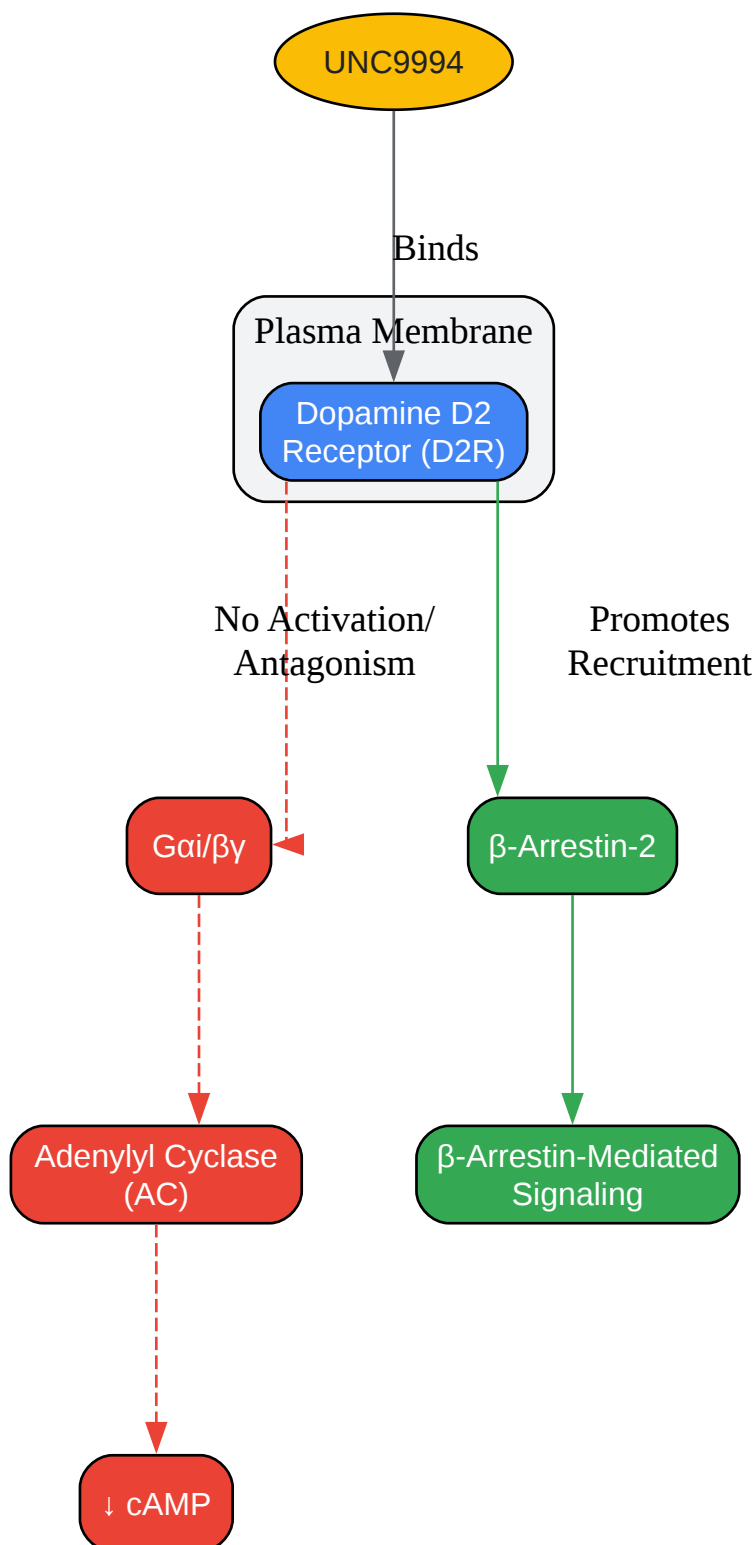 UNC9994
Binds
Plasma Membrane
Dopamine D2
Receptor (D2R)
No Activation/
Antagonism
Promotes
Recruitment
Gαi/βγ
β-Arrestin-2
Adenylyl Cyclase
(AC)
β-Arrestin-Mediated
Signaling
↓ cAMP